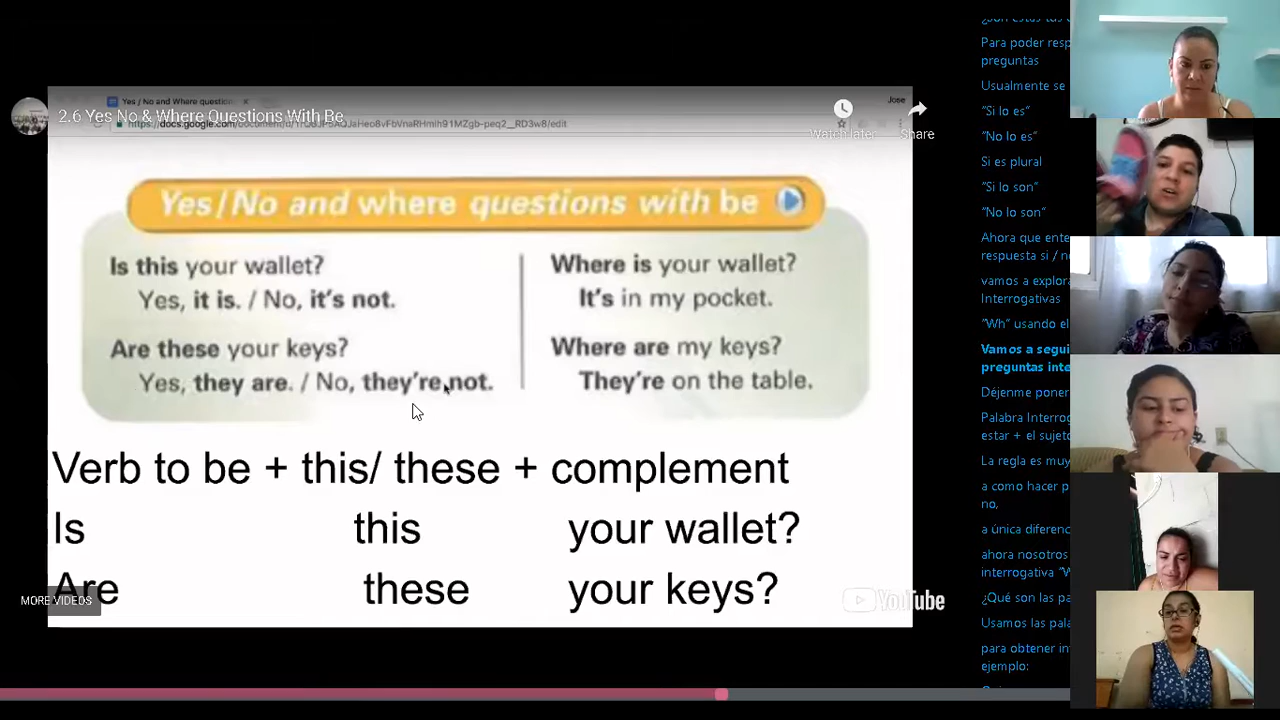 Yes / No and Where question
Jose
2.6 Yes No & Where Questions With Be
Watch later
Share
Yes/No and where questions with be
Is this your wallet?
Yes, it is. / No, it's not.
Are these your keys?
Yes, they are. / No, they're not.
Where is your wallet?
It's in my pocket.
Where are my keys?
They're on the table.
Verb to be + this/ these + complement
Is this your wallet?
Are these your keys?
MORE VIDEOS
YouTube
Para poder resp
preguntas
Usualmente se
"Si lo es"
"No lo es"
Si es plural
"Si lo son"
"No lo son"
Ahora que ente
respuesta si / n
vamos a explora
Interrogativas
"Wh" usando el
Vamos a segui
preguntas inte
Déjenme poner
Palabra Interrog
estar + el sujeto
La regla es muy
a como hacer p
no,
a única diferenc
ahora nosotros
interrogativa "W
¿Qué son las pa
Usamos las pala
para obtener in
ejemplo: